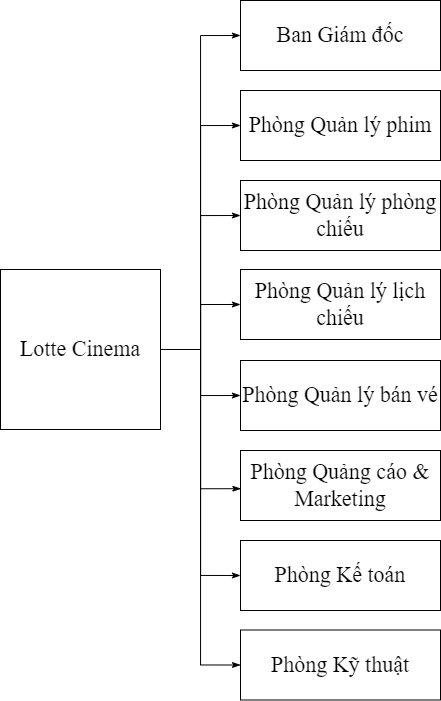 Ban Giám đốc
Phòng Quản lý phim
Phòng Quản lý phòng
chiếu
Lotte Cinema
Phòng Quản lý lịch
chiếu
Phòng Quản lý bán vé
Phòng Quảng cáo &
Marketing
Phòng Kế toán
Phòng Kỹ thuật